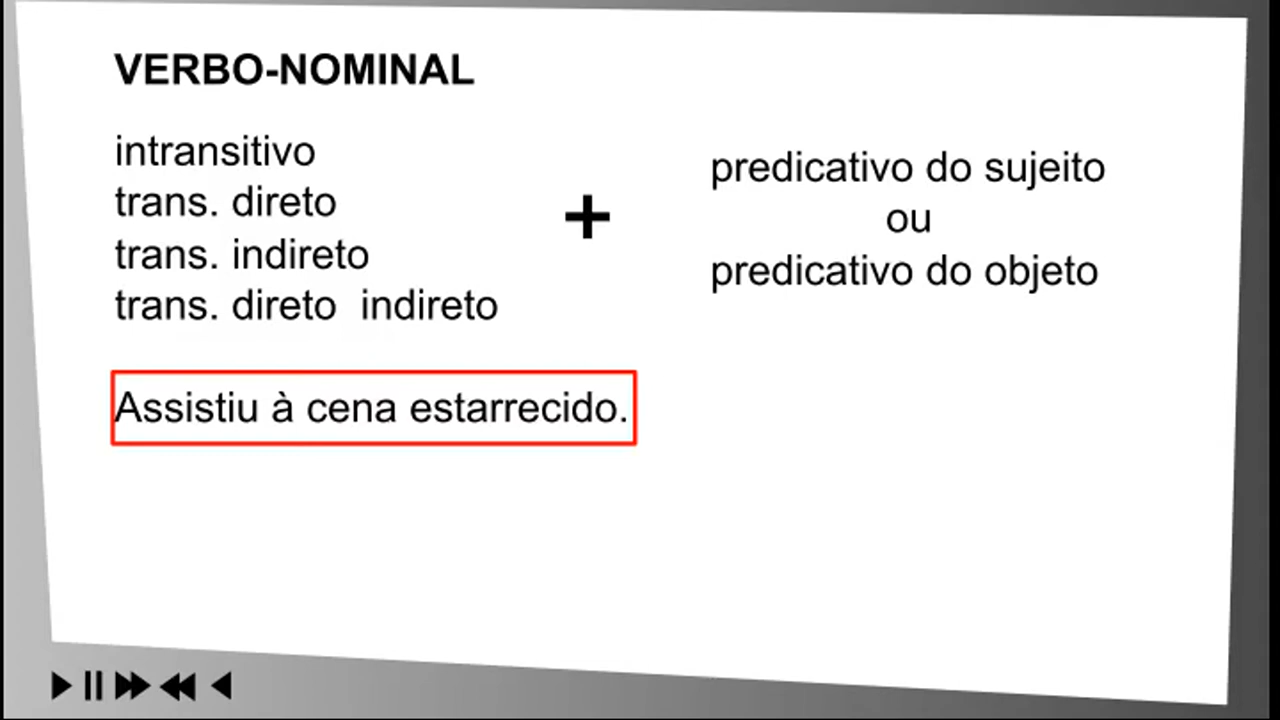 VERBO-NOMINAL
intransitivo
trans. direto
trans. indireto
trans. direto  indireto
+
predicativo do sujeito
ou
predicativo do objeto
Assistiu à cena estarrecido.